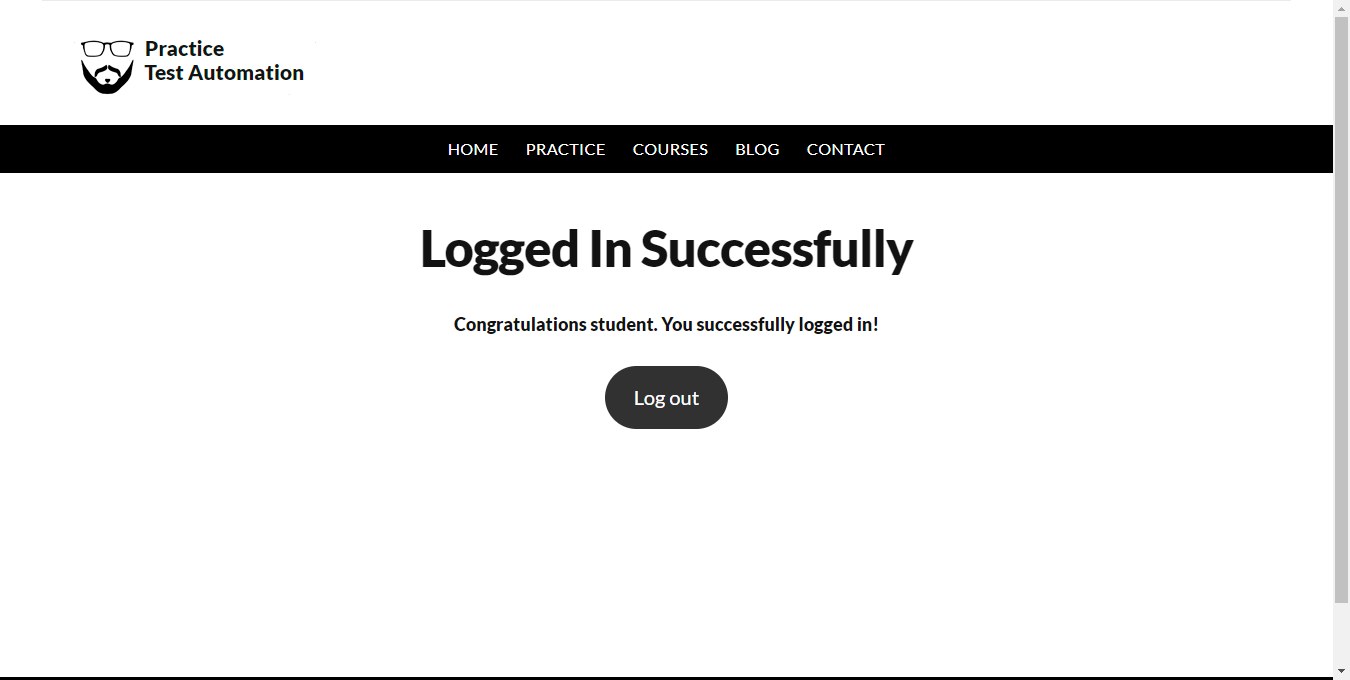 Practice
Test Automation
HOME PRACTICE COURSES BLOG CONTACT
Logged In Successfully
Congratulations student. You successfully logged in!
Log out